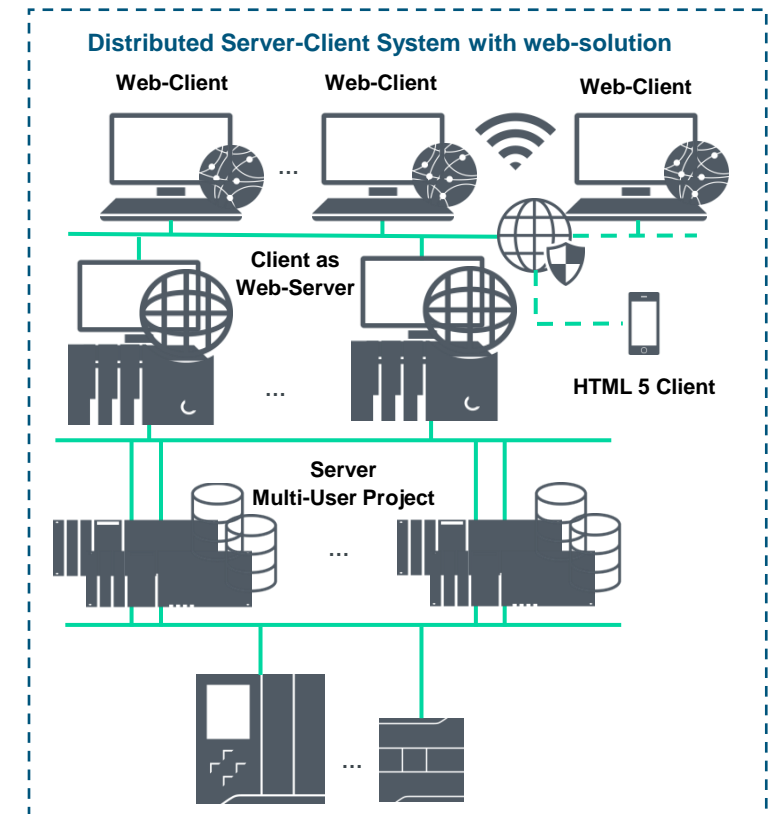 Distributed Server-Client System with web-solution
Web-Client
Web-Client
Web-Client
...
Client as
Web-Server
...
HTML 5 Client
Server
Multi-User Project
...
...